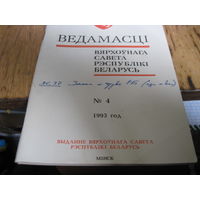 ВЕДАМАСЦІ
ВЯРХОЎНАГА
САВЕТА
РЭСПУБЛІКІ
БЕЛАРУСЬ
№ 4
1993 год
ВЫДАННЕ ВЯРХОЎНАГА САВЕТА
РЭСПУБЛІКІ БЕЛАРУСЬ
МІНСК